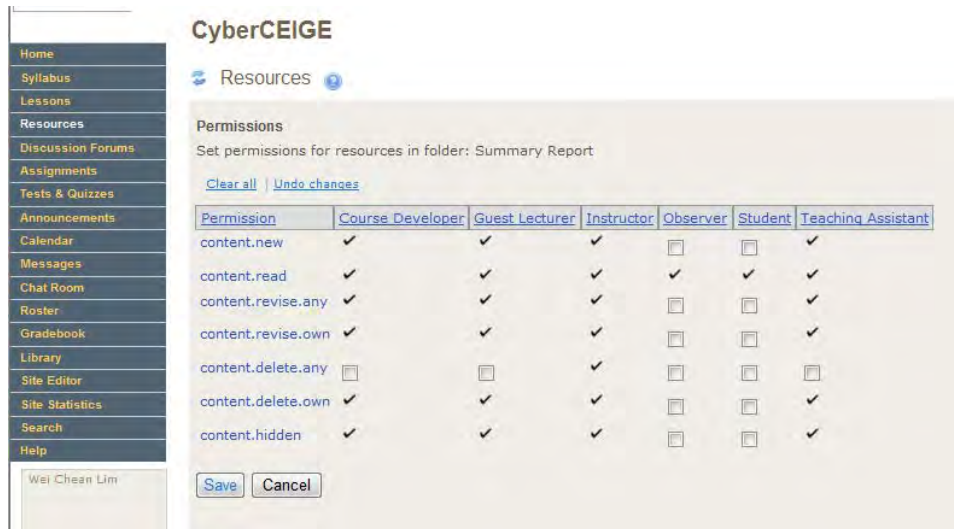 CyberCEIGE
Home
Syllabus
Lessons
Resources
Discussion Forums
Assignments
Tests & Quizzes
Announcements
Calendar
Messages
Chat Room
Roster
Gradebook
Library
Site Editor
Site Statistics
Search
Help
Wei Chean Lim
Resources
Permissions
Set permissions for resources in folder: Summary Report
Clear all | Undo changes
Permission Course Developer Guest Lecturer Instructor Observer Student Teaching Assistant
content.new
content.read
content.revise.any
content.revise.own
content.delete.any
content.delete.own
content.hidden
Save Cancel